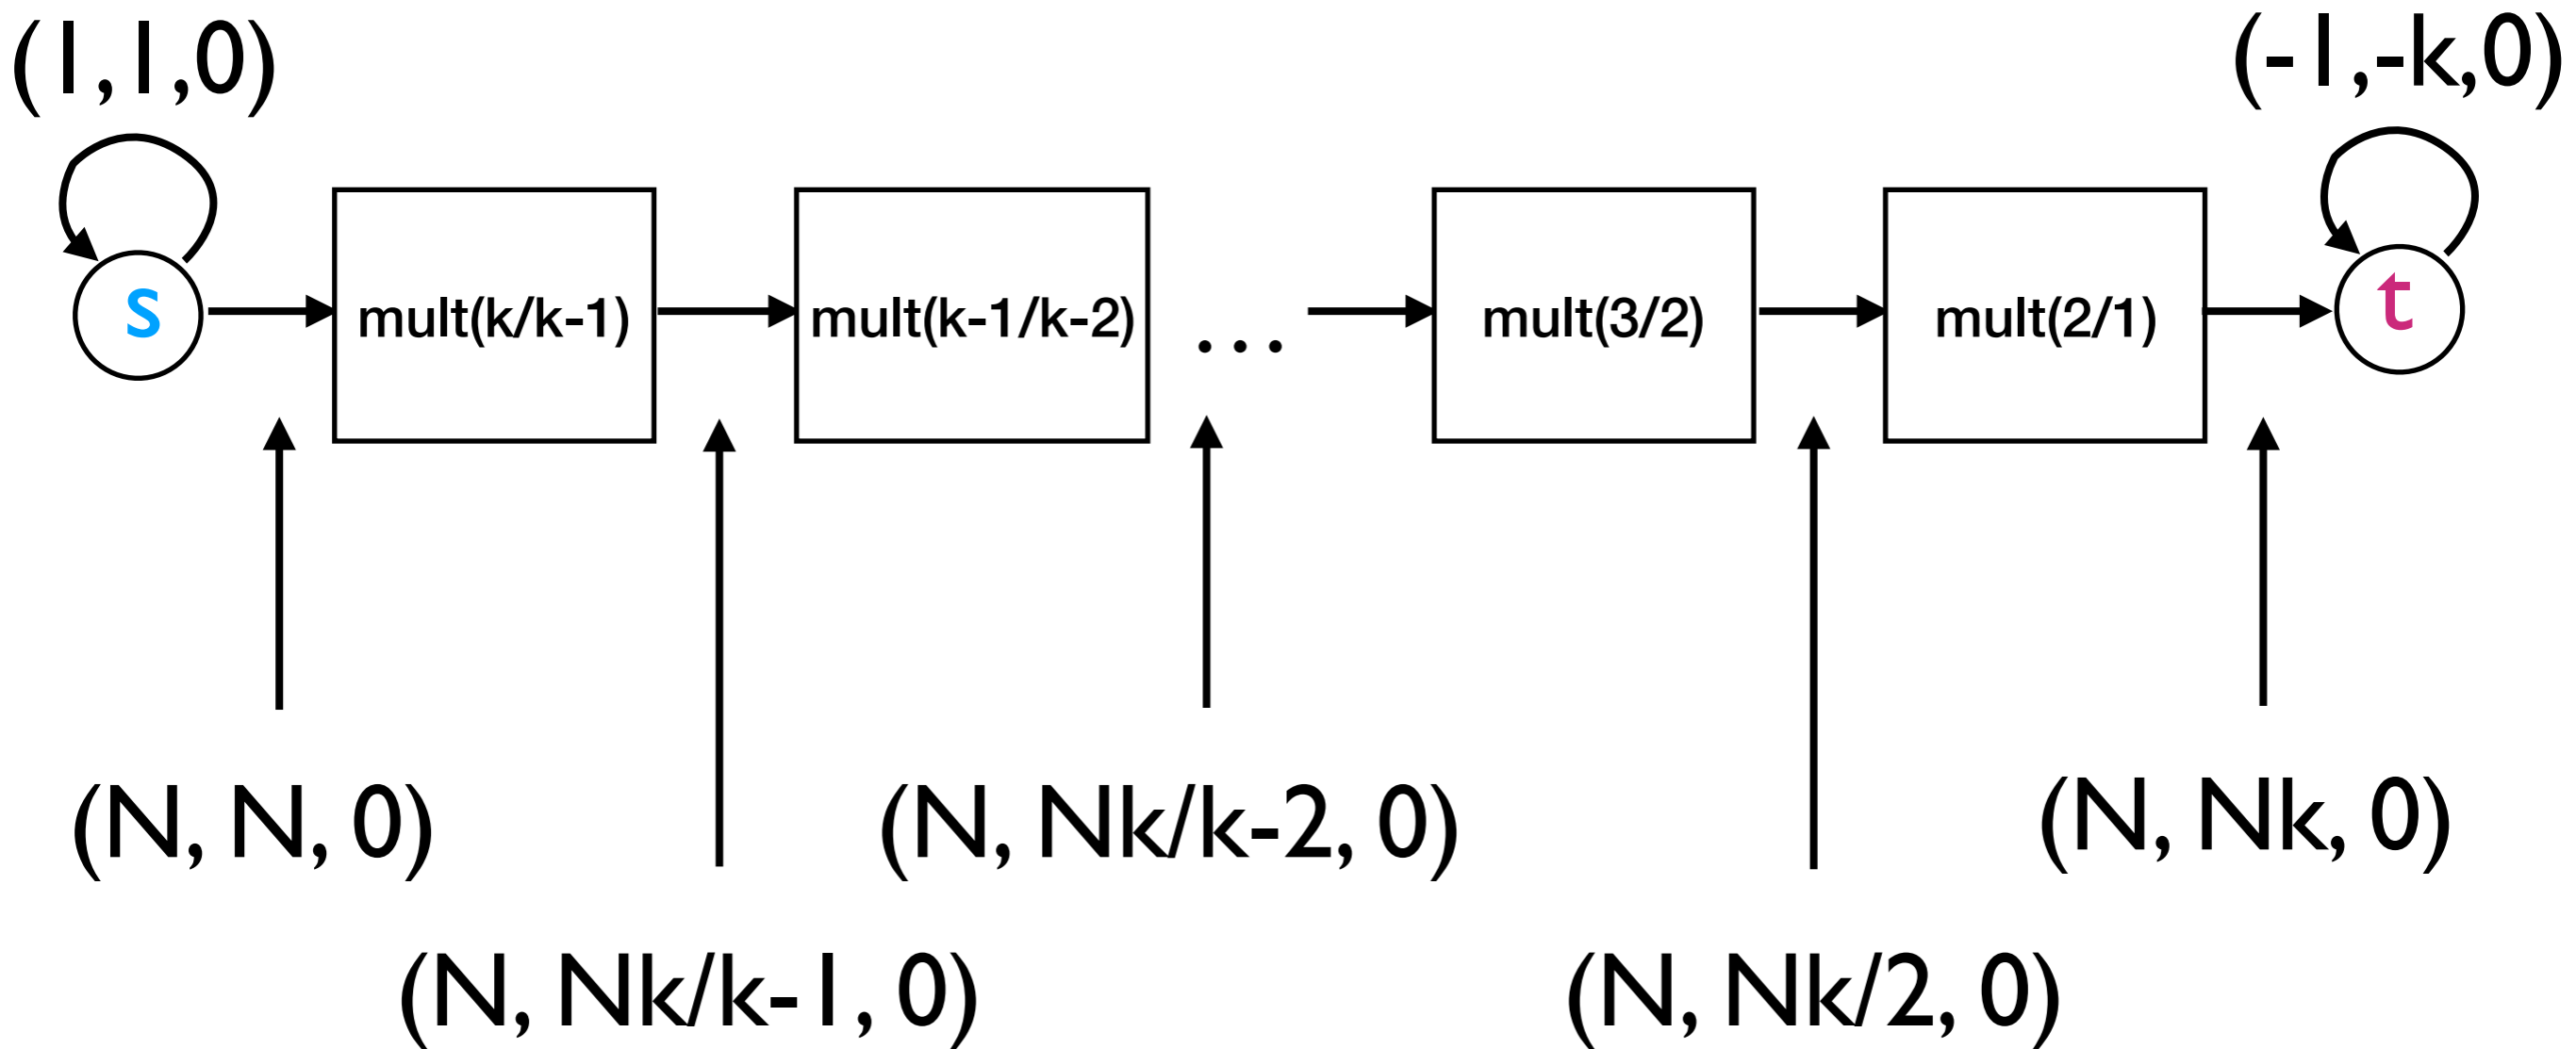 (1,1,0)
(-1,-k,0)
s
mult(k/k-1)
mult(k-1/k-2)
...
mult(3/2)
mult(2/1)
t
(N, N, 0)
(N, Nk/k-2, 0)
(N, Nk, 0)
(N, Nk/k-1, 0)
(N, Nk/2, 0)